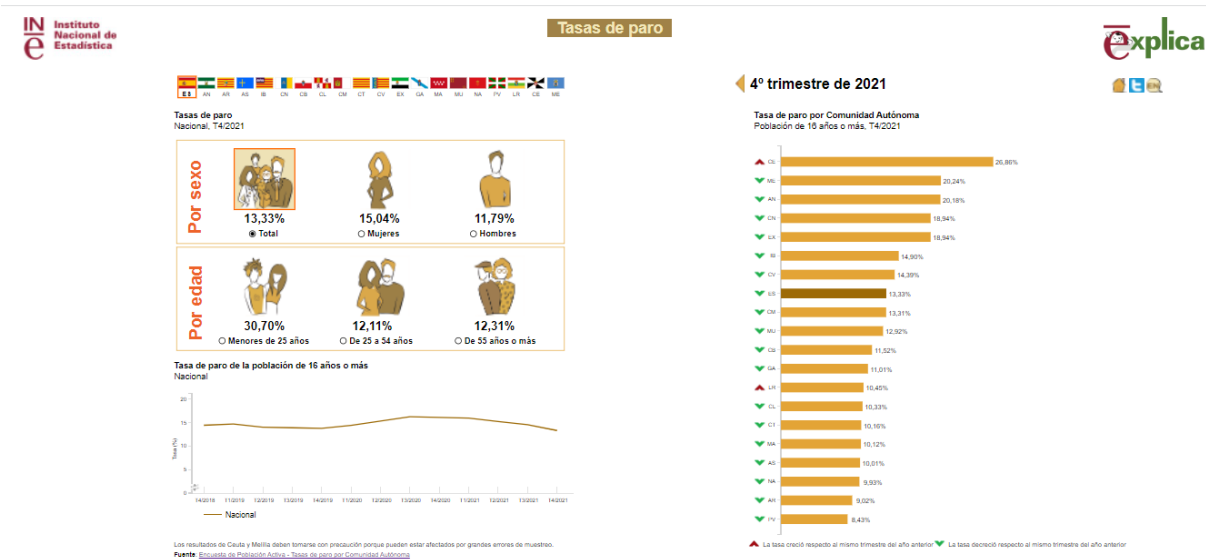 INe Instituto
Nacional de
Estadística
Tasas de paro
explica
ES AN AR AS IB CN CB CL CM CT CV EX GA MA MU NA PV LR CE ME
Tasas de paro
Nacional, T4/2021
Por sexo
13,33%
15,04%
11,79%
Total
Mujeres
Hombres
Por edad
30,70%
12,11%
12,31%
Menores de 25 años
De 25 a 54 años
De 55 años o más
Tasa de paro de la población de 16 años o más
Nacional
Tasa (%)
20
15
10
5
0
T4/2018 T1/2019 T2/2019 T3/2019 T4/2019 T1/2020 T2/2020 T3/2020 T4/2020 T1/2021 T2/2021 T3/2021 T4/2021
Nacional
Los resultados de Ceuta y Melilla deben tomarse con precaución porque pueden estar afectados por grandes errores de muestreo.
Fuente: Encuesta de Población Activa - Tasas de paro por Comunidad Autónoma
4º trimestre de 2021
EN
Tasa de paro por Comunidad Autónoma
Población de 16 años o más, T4/2021
CE
ME 20,24%
AN 20,18%
CN 18,94%
EX 18,94%
IB 14,90%
CV 14,39%
ES 13,33%
CM 13,31%
MU 12,92%
CB 11,52%
GA 11,01%
LR 10,45%
CL 10,33%
CT 10,16%
MA 10,12%
AS 10,01%
NA 9,93%
AR 9,02%
PV 8,43%
La tasa creció respecto al mismo trimestre del año anterior La tasa decreció respecto al mismo trimestre del año anterior